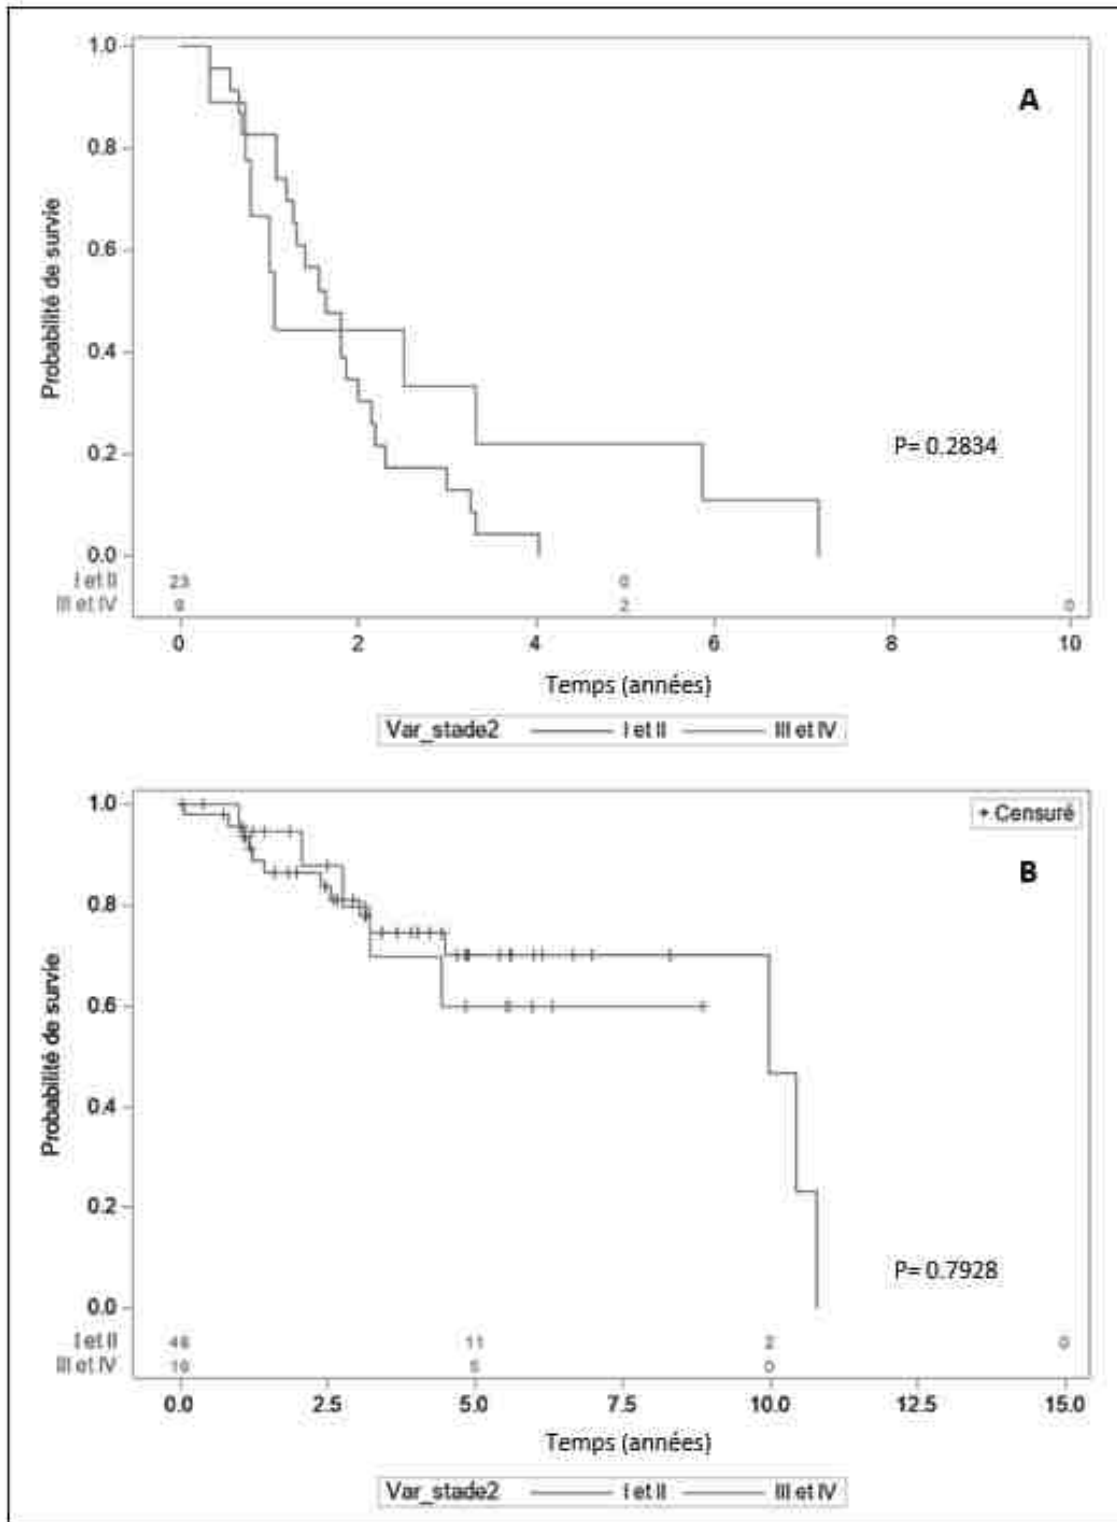 A
1.0
0.8
0.6
0.4
0.2
0.0
Probabilité de survie
P= 0.2834
I et II 23 0
III et IV 9 2 0
0 2 4 6 8 10
Temps (années)
Var_stade2 I et II III et IV
+ Censuré
B
1.0
0.8
0.6
0.4
0.2
0.0
Probabilité de survie
P= 0.7928
I et II 11 2 0
III et IV 5 0
0.0 2.5 5.0 7.5 10.0 12.5 15.0
Temps (années)
Var_stade2 I et II III et IV